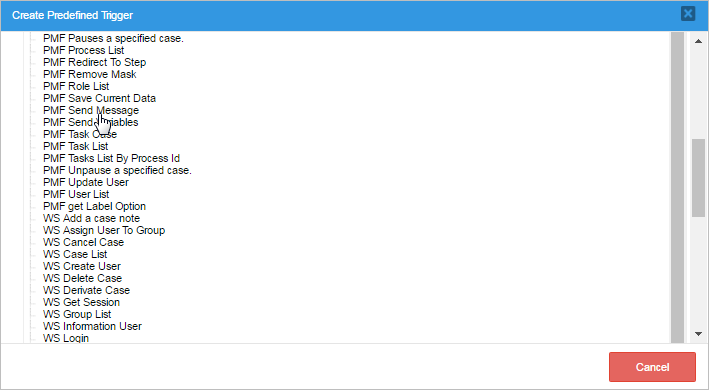 Create Predefined Trigger
PMF Pauses a specified case.
PMF Process List
PMF Redirect To Step
PMF Remove Mask
PMF Role List
PMF Save Current Data
PMF Send Message
PMF Send iables
PMF Task Case
PMF Task List
PMF Tasks List By Process Id
PMF Unpause a specified case.
PMF Update User
PMF User List
PMF get Label Option
WS Add a case note
WS Assign User To Group
WS Cancel Case
WS Case List
WS Create User
WS Delete Case
WS Derivate Case
WS Get Session
WS Group List
WS Information User
WS Login
Cancel